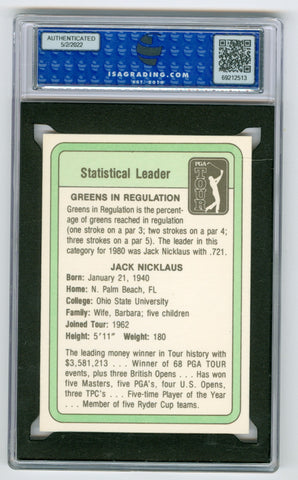 AUTHENTICATED
5/2/2022
ISAGRADING.COM
69212513
Statistical Leader
PGA
TOUR
GREENS IN REGULATION
Greens in Regulation is the percent-
age of greens reached in regulation
(one stroke on a par 3; two strokes on a par 4;
three strokes on a par 5). The leader in this
category for 1980 was Jack Nicklaus with .721.
JACK NICKLAUS
Born: January 21, 1940
Home: N. Palm Beach, FL
College: Ohio State University
Family: Wife, Barbara; five children
Joined Tour: 1962
Height: 5'11" Weight: 180
The leading money winner in Tour history with
$3,581,213 . . . Winner of 68 PGA TOUR
events, plus three British Opens . . . Has won
five Masters, five PGA's, four U.S. Opens,
three TPC's . . . Five-time Player of the Year
. . . Member of five Ryder Cup teams.